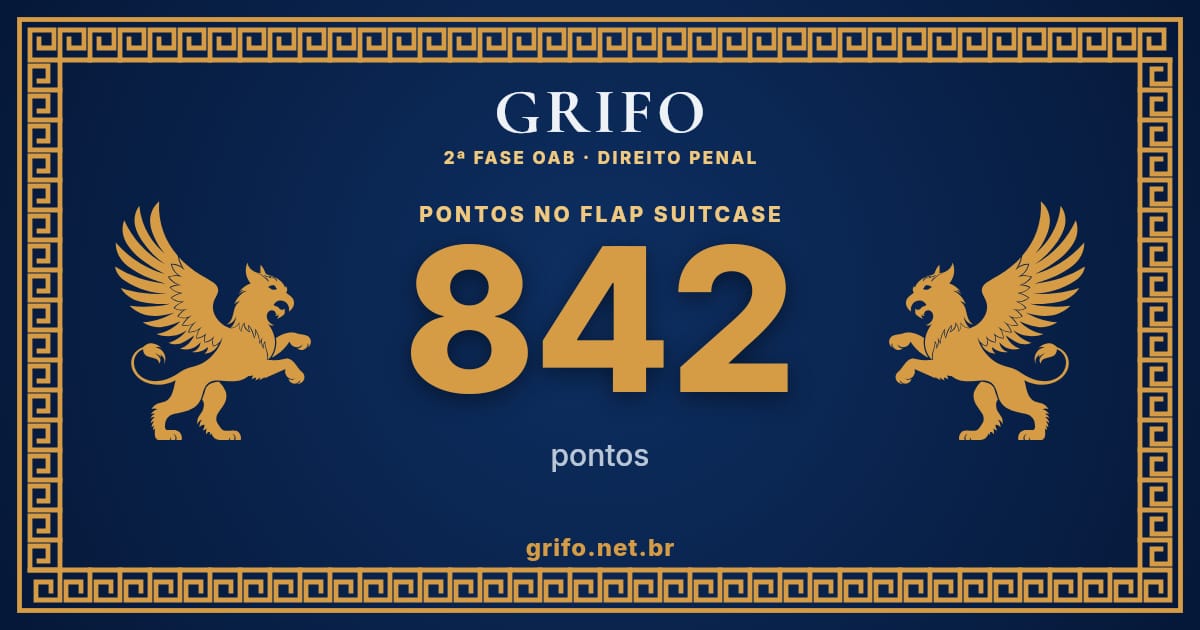 GRIFO
2ª FASE OAB · DIREITO PENAL
PONTOS NO FLAP SUITCASE
842
pontos
grifo.net.br